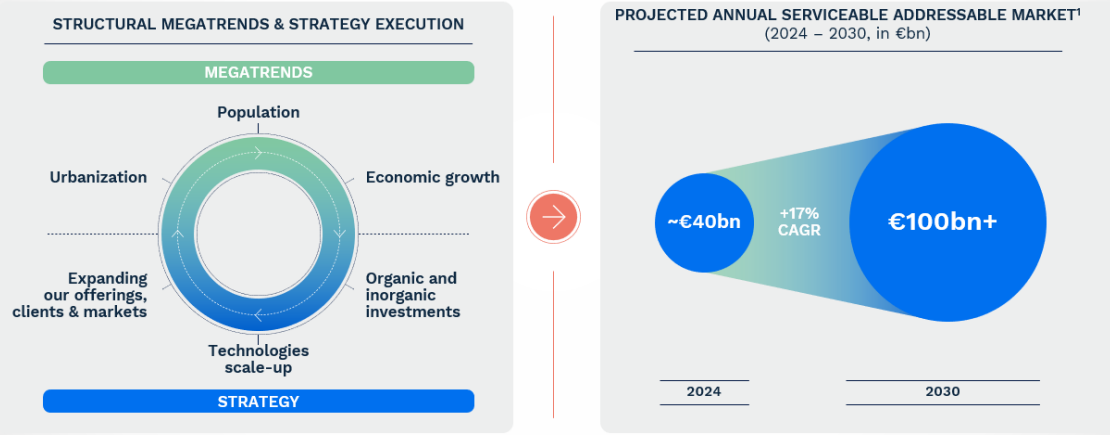 STRUCTURAL MEGATRENDS & STRATEGY EXECUTION
MEGATRENDS
Population
Urbanization
Economic growth
Expanding
our offerings,
clients & markets
Organic and
inorganic
investments
Technologies
scale-up
STRATEGY
PROJECTED ANNUAL SERVICEABLE ADDRESSABLE MARKET¹
(2024 – 2030, in €bn)
~€40bn
+17%
CAGR
€100bn+
2024
2030